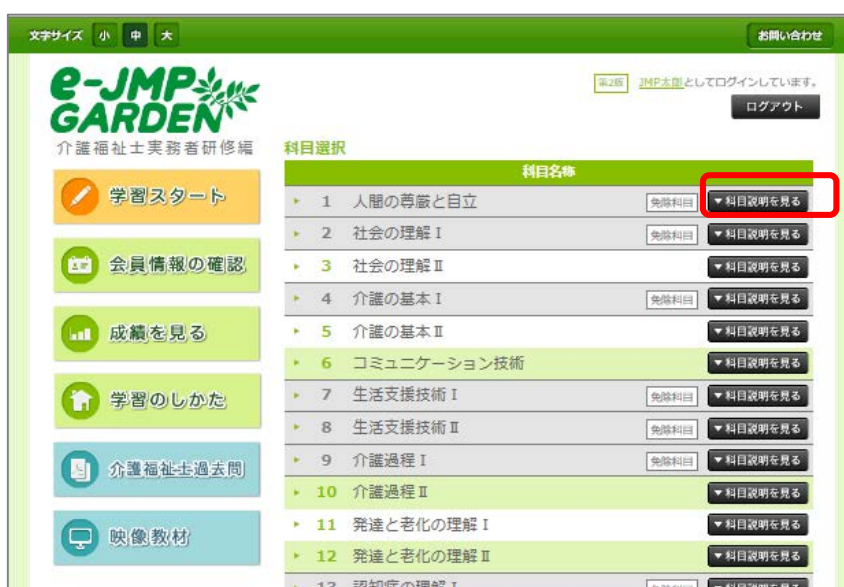 文字サイズ 小 中 大 お問い合わせ
e-JMP GARDEN
介護福祉士実務者研修編
第2版 JMP太郎としてログインしています。
ログアウト
学習スタート
会員情報の確認
成績を見る
学習のしかた
介護福祉士過去問
映像教材
科目選択
科目名称
1 人間の尊厳と自立 免除科目 ▼科目説明を見る
2 社会の理解Ⅰ 免除科目 ▼科目説明を見る
3 社会の理解Ⅱ ▼科目説明を見る
4 介護の基本Ⅰ 免除科目 ▼科目説明を見る
5 介護の基本Ⅱ ▼科目説明を見る
6 コミュニケーション技術 ▼科目説明を見る
7 生活支援技術Ⅰ 免除科目 ▼科目説明を見る
8 生活支援技術Ⅱ 免除科目 ▼科目説明を見る
9 介護過程Ⅰ 免除科目 ▼科目説明を見る
10 介護過程Ⅱ ▼科目説明を見る
11 発達と老化の理解Ⅰ ▼科目説明を見る
12 発達と老化の理解Ⅱ ▼科目説明を見る
13 認知症の理解Ⅰ